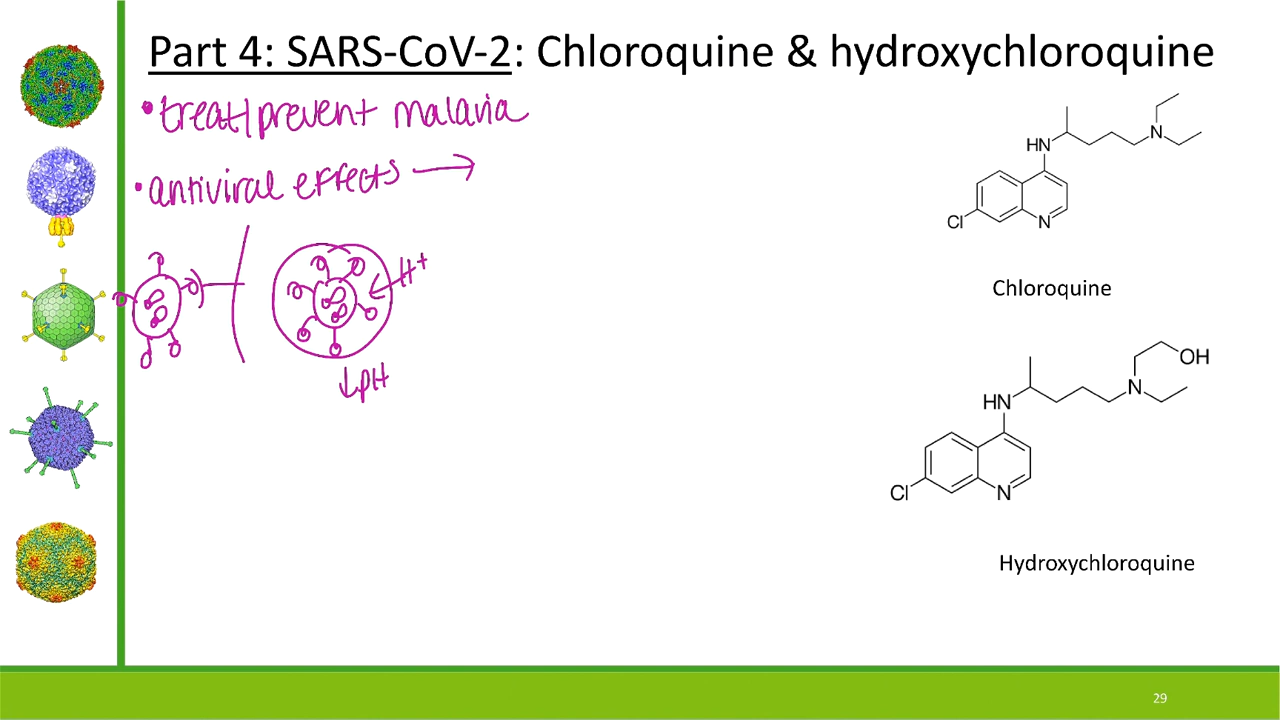 Part 4: SARS-CoV-2: Chloroquine & hydroxychloroquine
•treat/prevent malaria
•antiviral effects →
H+
↓pH
HN
N
Cl
N
Chloroquine
OH
HN
N
Cl
N
Hydroxychloroquine
29